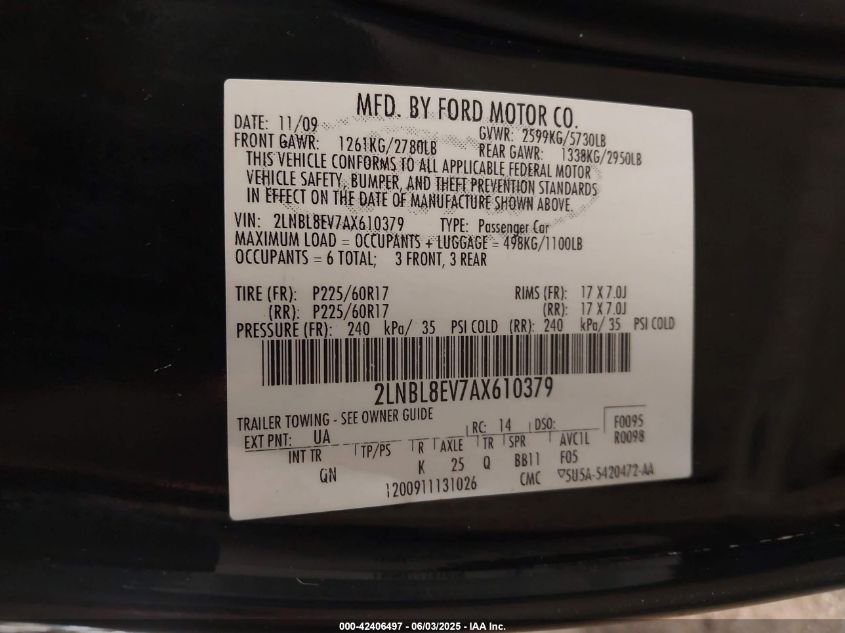 MFD. BY FORD MOTOR CO.
DATE: 11/09 GVWR: 2599KG/5730LB
FRONT GAWR: 1261KG/2780LB REAR GAWR: 1338KG/2950LB
THIS VEHICLE CONFORMS TO ALL APPLICABLE FEDERAL MOTOR
VEHICLE SAFETY, BUMPER, AND THEFT PREVENTION STANDARDS
IN EFFECT ON THE DATE OF MANUFACTURE SHOWN ABOVE.
VIN: 2LNBL8EV7AX610379 TYPE: Passenger Car
MAXIMUM LOAD = OCCUPANTS + LUGGAGE = 498KG/1100LB
OCCUPANTS = 6 TOTAL; 3 FRONT, 3 REAR
TIRE (FR): P225/60R17 RIMS (FR): 17 X 7.0J
(RR): P225/60R17 (RR): 17 X 7.0J
PRESSURE (FR): 240 kPa/ 35 PSI COLD (RR): 240 kPa/ 35 PSI COLD
2LNBL8EV7AX610379
TRAILER TOWING - SEE OWNER GUIDE
EXT PNT: UA RC: 14 DSO: F0095
R0098
INT TR TP/PS R AXLE TR SPR AVC1L
GN K 25 Q BB11 F05
1200911131026 CMC 5U5A-5420472-AA
000-42406497 - 06/03/2025 - IAA Inc.